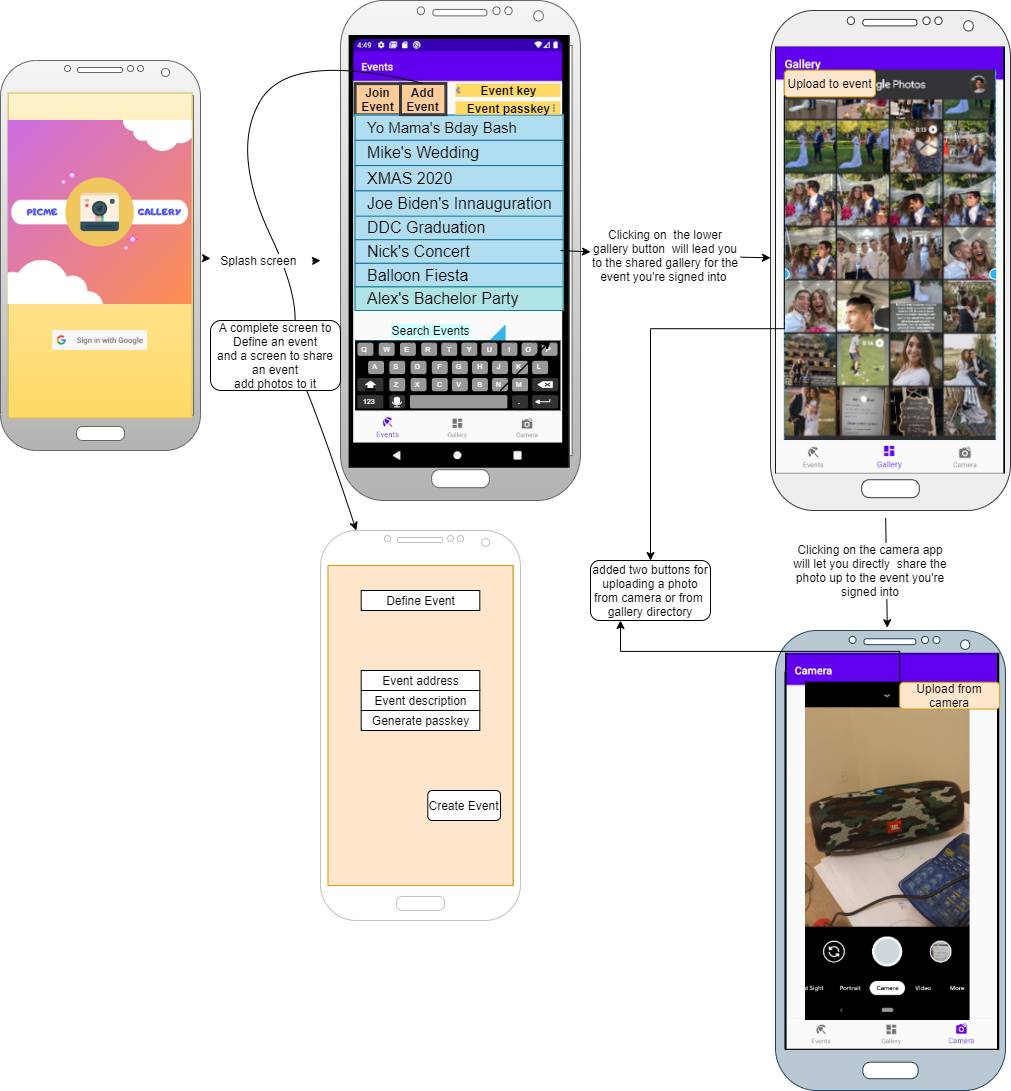 PICME
GALLERY
Sign in with Google
Splash screen
A complete screen to
Define an event
and a screen to share
an event
add photos to it
4:49
Events
Join
Event
Add
Event
Event key
Event passkey
Yo Mama's Bday Bash
Mike's Wedding
XMAS 2020
Joe Biden's Innauguration
DDC Graduation
Nick's Concert
Balloon Fiesta
Alex's Bachelor Party
Search Events
Q W E R T Y U I O P
A S D F G H J K L
Z X C V B N M
123 .
Events Gallery Camera
Clicking on the lower
gallery button will lead you
to the shared gallery for the
event you're signed into
Gallery
Upload to event
gle Photos
0:13
0:14
Events Gallery Camera
Define Event
Event address
Event description
Generate passkey
Create Event
added two buttons for
uploading a photo
from camera or from
gallery directory
Clicking on the camera app
will let you directly share the
photo up to the event you're
signed into
Camera
Upload from
camera
JBL
t Sight Portrait Camera Video More
Events Gallery Camera